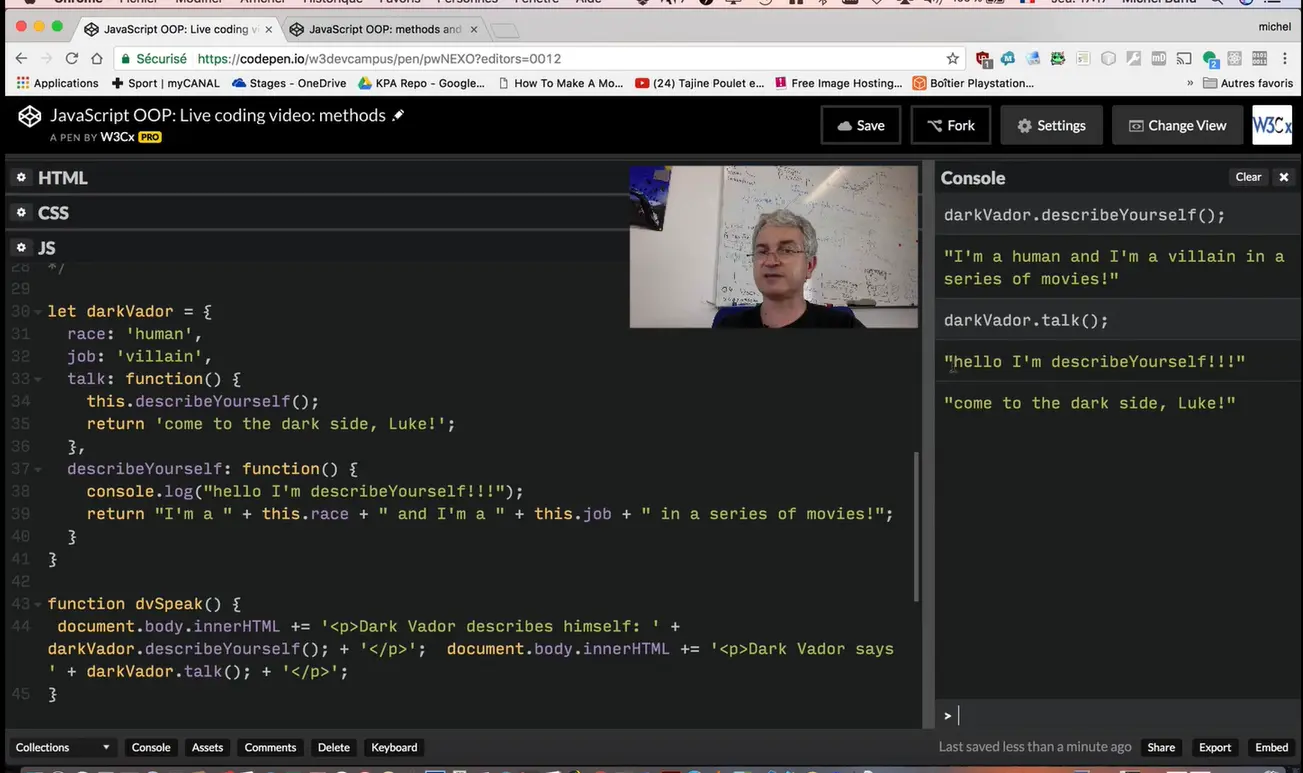 JavaScript OOP: Live coding v
JavaScript OOP: methods and
michel
Sécurisé https://codepen.io/w3devcampus/pen/pwNEXO?editors=0012
Applications
Sport | myCANAL
Stages - OneDrive
KPA Repo - Google...
How To Make A Mo...
(24) Tajine Poulet e...
Free Image Hosting...
Boîtier Playstation...
» Autres favoris
JavaScript OOP: Live coding video: methods
A PEN BY W3Cx PRO
Save
Fork
Settings
Change View
W3Cx
HTML
CSS
JS
28 */
29
30 let darkVador = {
31 race: 'human',
32 job: 'villain',
33 talk: function() {
34 this.describeYourself();
35 return 'come to the dark side, Luke!';
36 },
37 describeYourself: function() {
38 console.log("hello I'm describeYourself!!!");
39 return "I'm a " + this.race + " and I'm a " + this.job + " in a series of movies!";
40 }
41 }
42
43 function dvSpeak() {
44 document.body.innerHTML += '<p>Dark Vador describes himself: ' +
darkVador.describeYourself(); + '</p>'; document.body.innerHTML += '<p>Dark Vador says
' + darkVador.talk(); + '</p>';
45 }
Console
Clear
darkVador.describeYourself();
"I'm a human and I'm a villain in a
series of movies!"
darkVador.talk();
"hello I'm describeYourself!!!"
"come to the dark side, Luke!"
>
Collections
Console
Assets
Comments
Delete
Keyboard
Last saved less than a minute ago
Share
Export
Embed